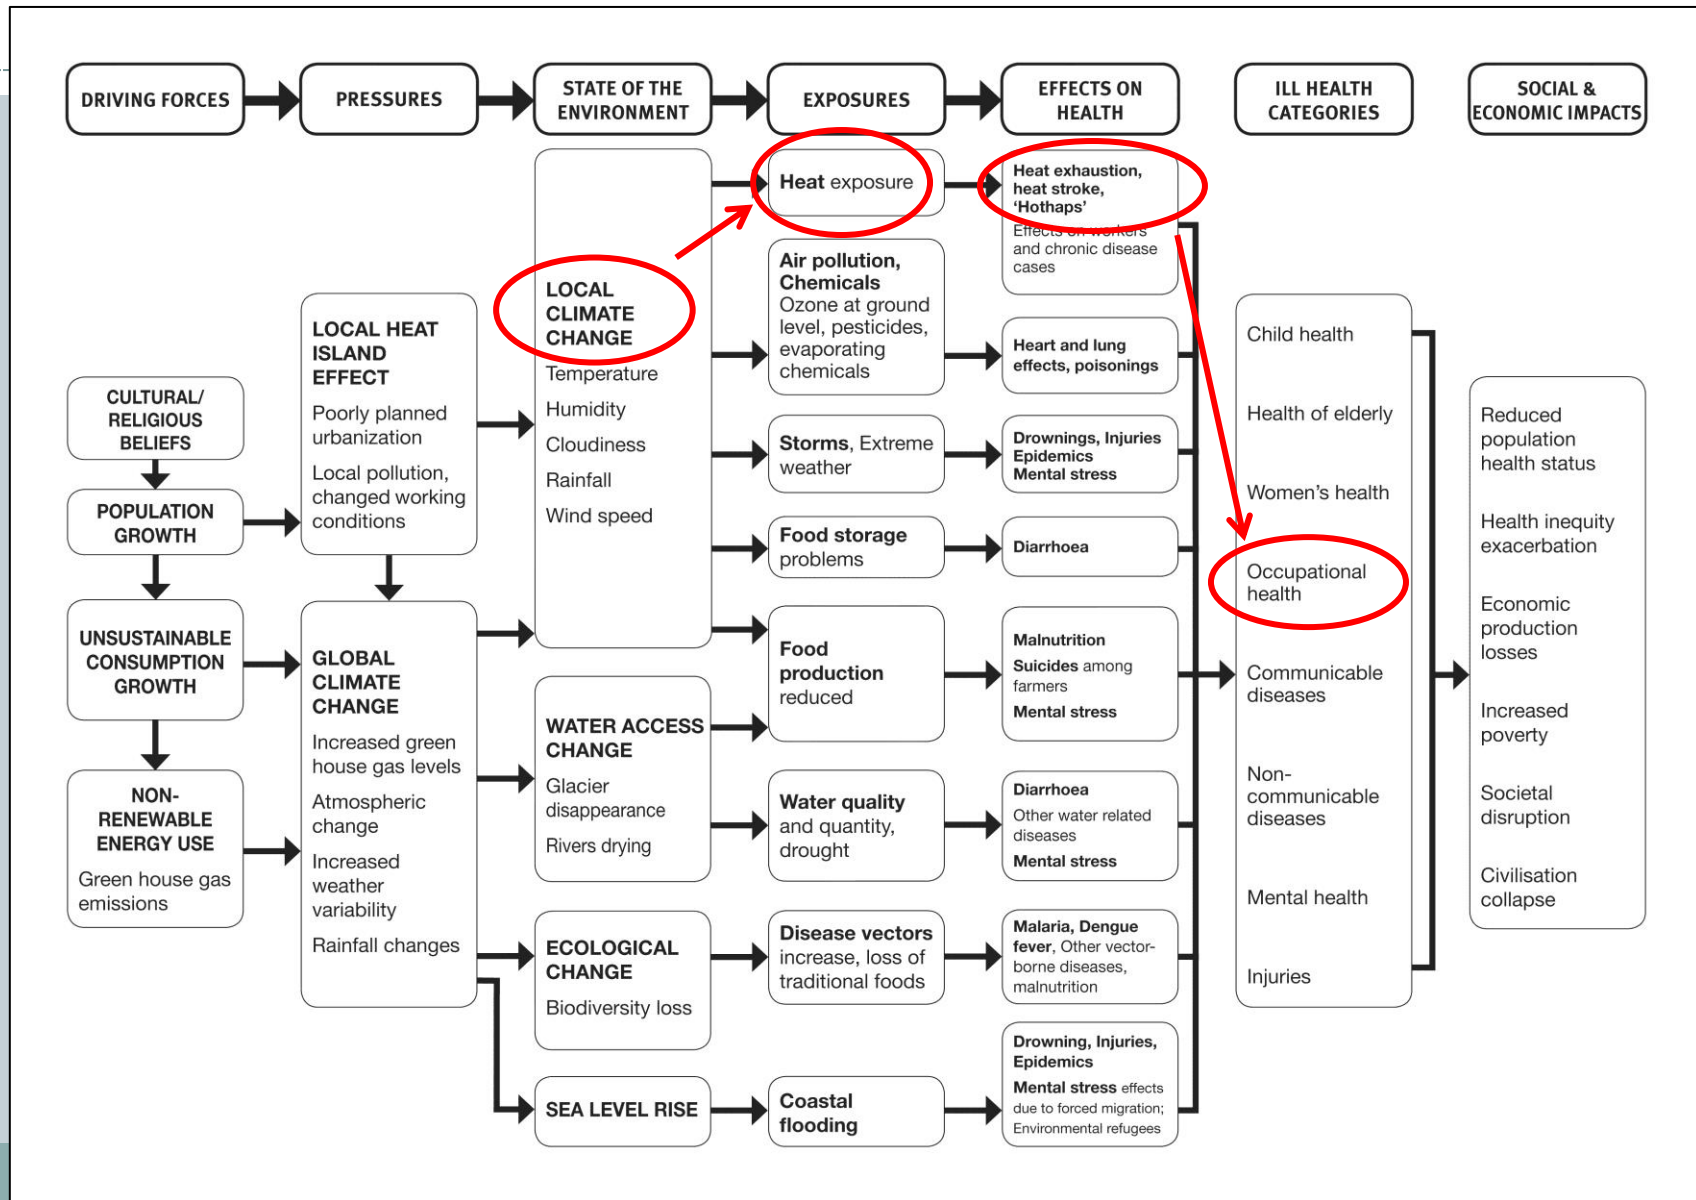 DRIVING FORCES
PRESSURES
STATE OF THE
ENVIRONMENT
EXPOSURES
EFFECTS ON
HEALTH
ILL HEALTH
CATEGORIES
SOCIAL &
ECONOMIC IMPACTS
CULTURAL/
RELIGIOUS
BELIEFS
POPULATION
GROWTH
UNSUSTAINABLE
CONSUMPTION
GROWTH
NON-
RENEWABLE
ENERGY USE
Green house gas
emissions
LOCAL HEAT
ISLAND
EFFECT
Poorly planned
urbanization
Local pollution,
changed working
conditions
GLOBAL
CLIMATE
CHANGE
Increased green
house gas levels
Atmospheric
change
Increased
weather
variability
Rainfall changes
LOCAL
CLIMATE
CHANGE
Temperature
Humidity
Cloudiness
Rainfall
Wind speed
WATER ACCESS
CHANGE
Glacier
disappearance
Rivers drying
ECOLOGICAL
CHANGE
Biodiversity loss
SEA LEVEL RISE
Heat exposure
Air pollution,
Chemicals
Ozone at ground
level, pesticides,
evaporating
chemicals
Storms, Extreme
weather
Food storage
problems
Food
production
reduced
Water quality
and quantity,
drought
Disease vectors
increase, loss of
traditional foods
Coastal
flooding
Heat exhaustion,
heat stroke,
‘Hothaps’
Effects on workers
and chronic disease
cases
Heart and lung
effects, poisonings
Drownings, Injuries
Epidemics
Mental stress
Diarrhoea
Malnutrition
Suicides among
farmers
Mental stress
Diarrhoea
Other water related
diseases
Mental stress
Malaria, Dengue
fever, Other vector-
borne diseases,
malnutrition
Drowning, Injuries,
Epidemics
Mental stress effects
due to forced migration;
Environmental refugees
Child health
Health of elderly
Women’s health
Occupational
health
Communicable
diseases
Non-
communicable
diseases
Mental health
Injuries
Reduced
population
health status
Health inequity
exacerbation
Economic
production
losses
Increased
poverty
Societal
disruption
Civilisation
collapse